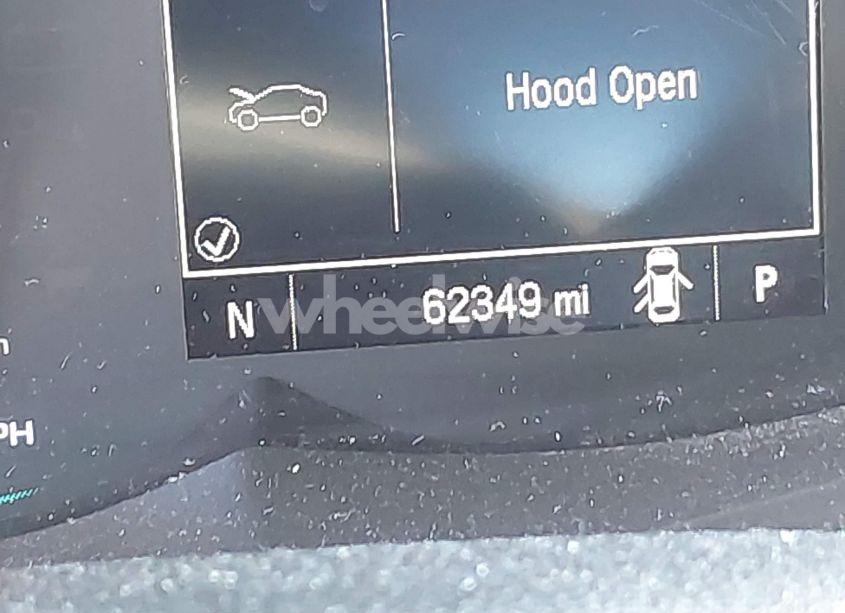 Hood Open
N 62349 mi P
wheelwise
PH